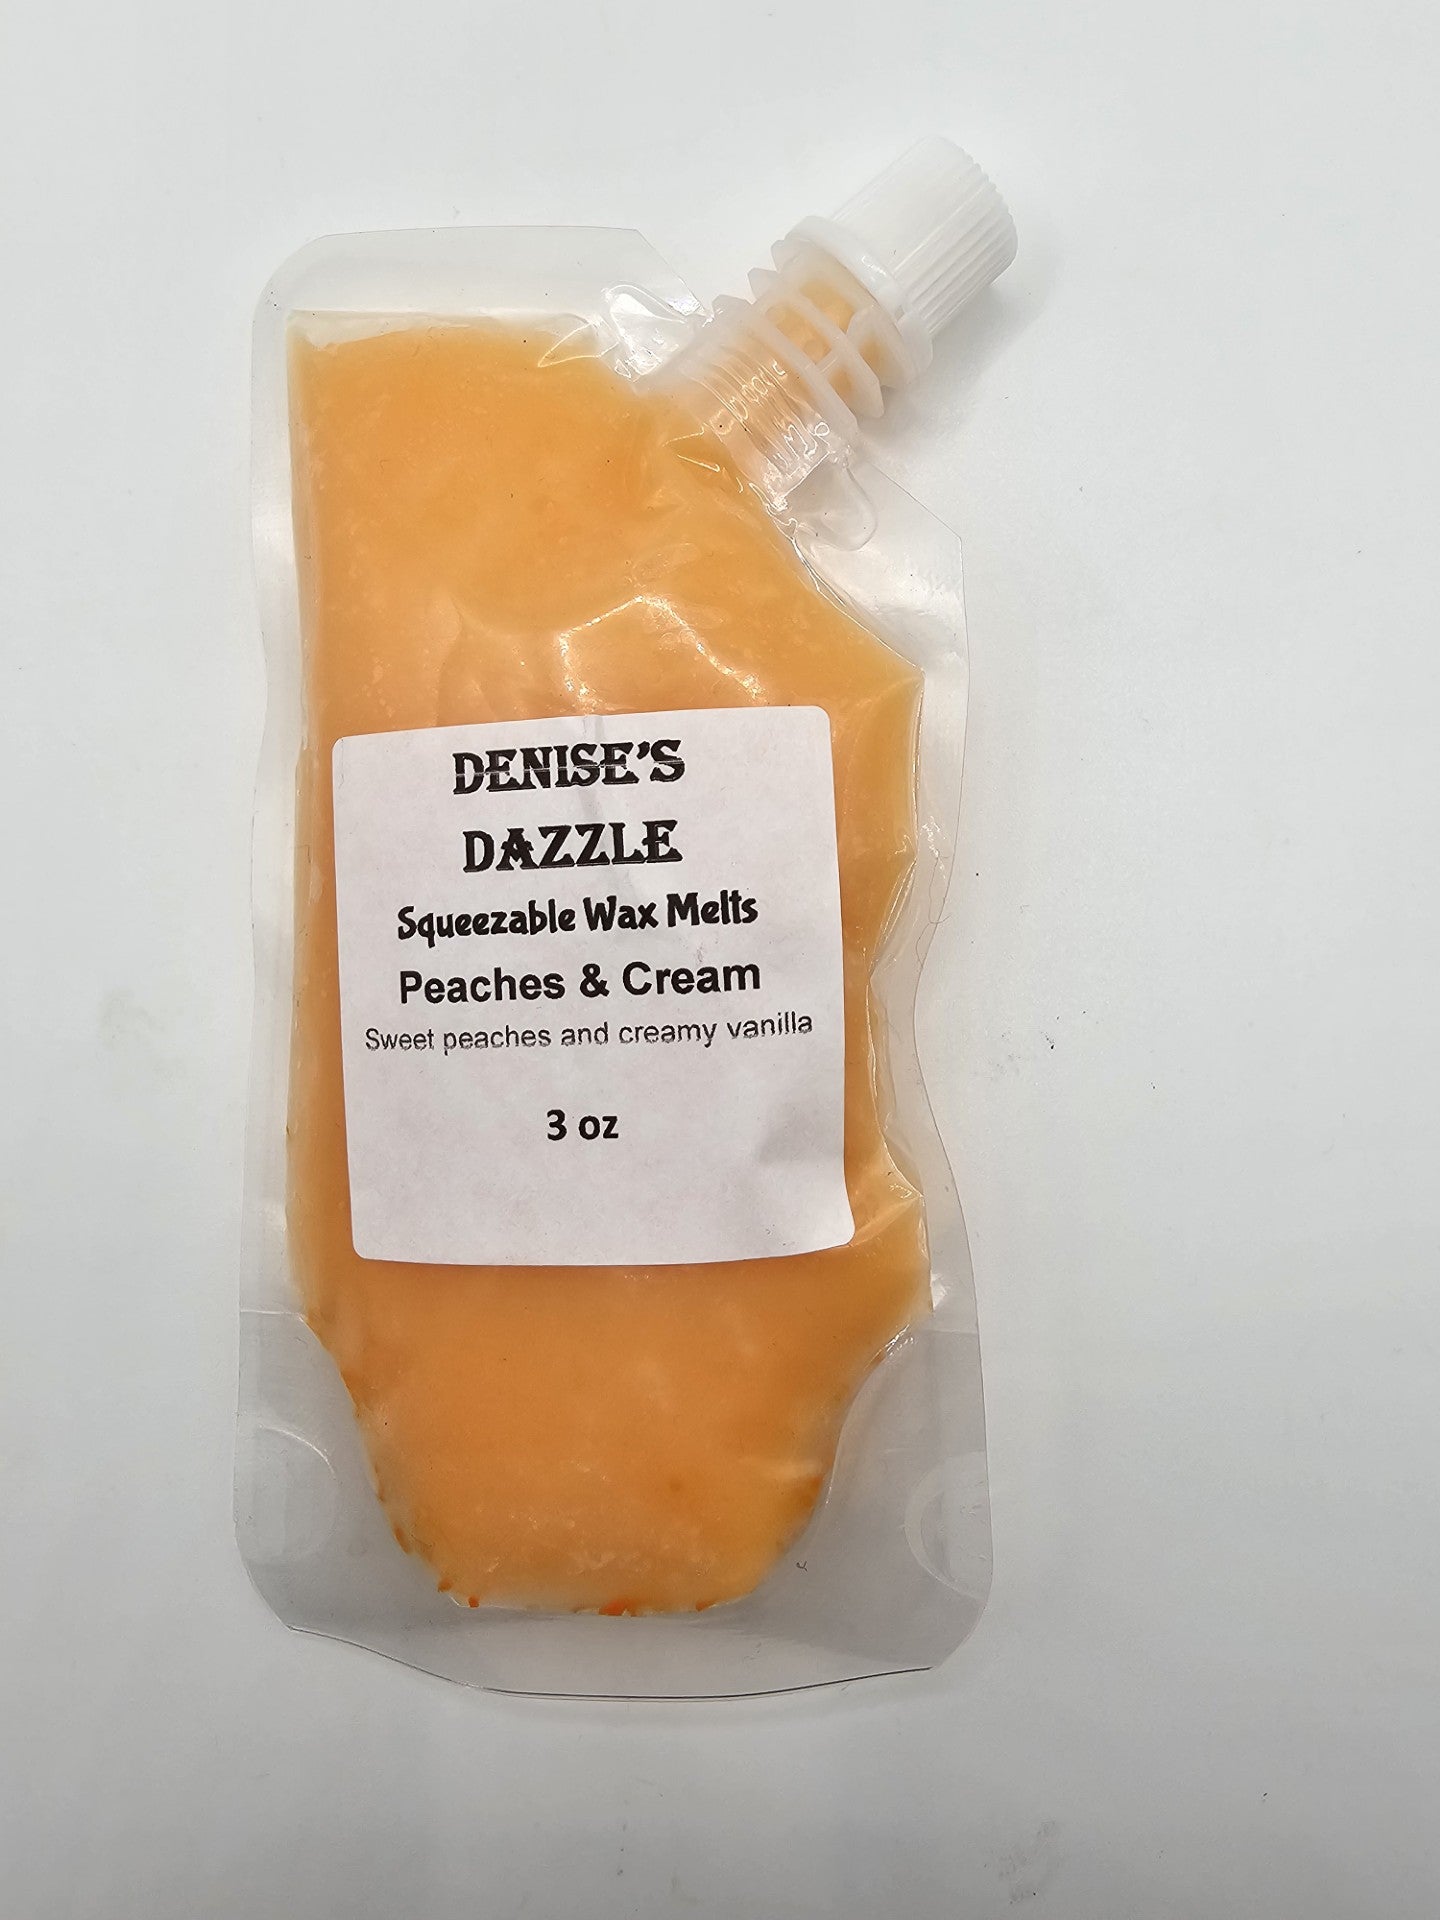 DENISE'S
DAZZLE
Squeezable Wax Melts
Peaches & Cream
Sweet peaches and creamy vanilla
3 oz